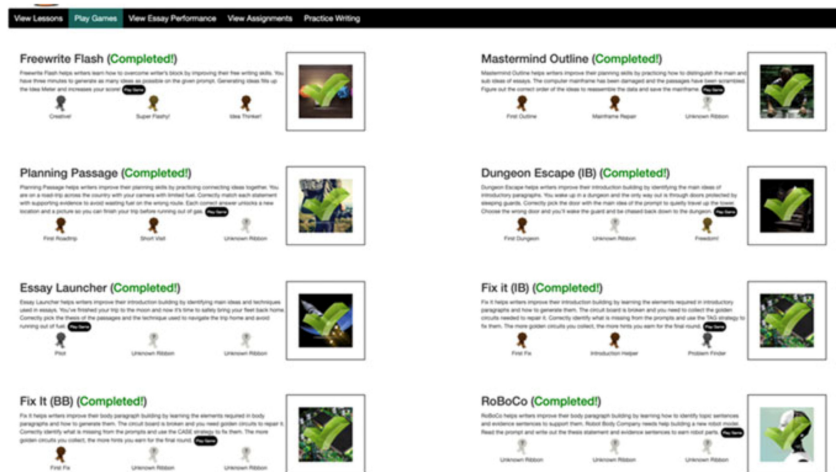 View Lessons Play Games View Essay Performance View Assignments Practice Writing
Freewrite Flash (Completed!)
Freewrite Flash helps writers learn how to overcome writer's block by improving their free writing skills. You
have three minutes to generate as many ideas as possible on the given prompt. Generating ideas fills up
the Idea Meter and increases your score! Play Game
Creative! Super Flashy! Idea Thinker!
Mastermind Outline (Completed!)
Mastermind Outline helps writers improve their planning skills by practicing how to distinguish the main and
sub ideas of essays. The computer mainframe has been damaged and the passages have been scrambled.
Figure out the correct order of the ideas to reassemble the data and save the mainframe. Play Game
First Outline Mainframe Repair Unknown Ribbon
Planning Passage (Completed!)
Planning Passage helps writers improve their planning skills by practicing connecting ideas together. You
are on a road-trip across the country with your camera with limited fuel. Correctly match each statement
with supporting evidence to avoid wasting fuel on the wrong route. Each correct answer unlocks a new
location and a picture so you can finish your trip before running out of gas. Play Game
First Roadtrip Short Visit Unknown Ribbon
Dungeon Escape (IB) (Completed!)
Dungeon Escape helps writers improve their introduction building by identifying the main ideas of
introductory paragraphs. You wake up in a dungeon and the only way out is through doors protected by
sleeping guards. Correctly pick the door with the main idea of the prompt to quietly travel up the tower.
Choose the wrong door and you'll wake the guard and be chased back down to the dungeon. Play Game
First Dungeon Unknown Ribbon Freedom!
Essay Launcher (Completed!)
Essay Launcher helps writers improve their introduction building by identifying main ideas and techniques
used in essays. You've finished your trip to the moon and now it's time to safely bring your fleet back home.
Correctly pick the thesis of the passages and the technique used to navigate the trip home and avoid
running out of fuel. Play Game
Pilot Unknown Ribbon Unknown Ribbon
Fix it (IB) (Completed!)
Fix it helps writers improve their introduction building by learning the elements required in introductory
paragraphs and how to generate them. The circuit board is broken and you need to collect the golden
circuits needed to repair it. Correctly identify what is missing from the prompts and use the TAG strategy to
fix them. The more golden circuits you collect, the more hints you earn for the final round. Play Game
First Fix Introduction Helper Problem Finder
Fix It (BB) (Completed!)
Fix it helps writers improve their body paragraph building by learning the elements required in body
paragraphs and how to generate them. The circuit board is broken and you need golden circuits to repair it.
Correctly identify what is missing from the prompts and use the CASE strategy to fix them. The more
golden circuits you collect, the more hints you earn for the final round. Play Game
First Fix Unknown Ribbon Unknown Ribbon
RoBoCo (Completed!)
RoBoCo helps writers improve their body paragraph building by learning how to identify topic sentences
and evidence sentences to support them. Robot Body Company needs help building a new robot model.
Read the prompt and write out the thesis statement and evidence sentences to earn robot parts. Play Game
Unknown Ribbon Unknown Ribbon Unknown Ribbon